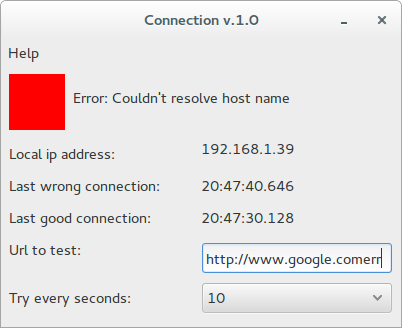 Connection v.1.0
Help
Error: Couldn't resolve host name
Local ip address: 192.168.1.39
Last wrong connection: 20:47:40.646
Last good connection: 20:47:30.128
Url to test: http://www.google.comerr
Try every seconds: 10